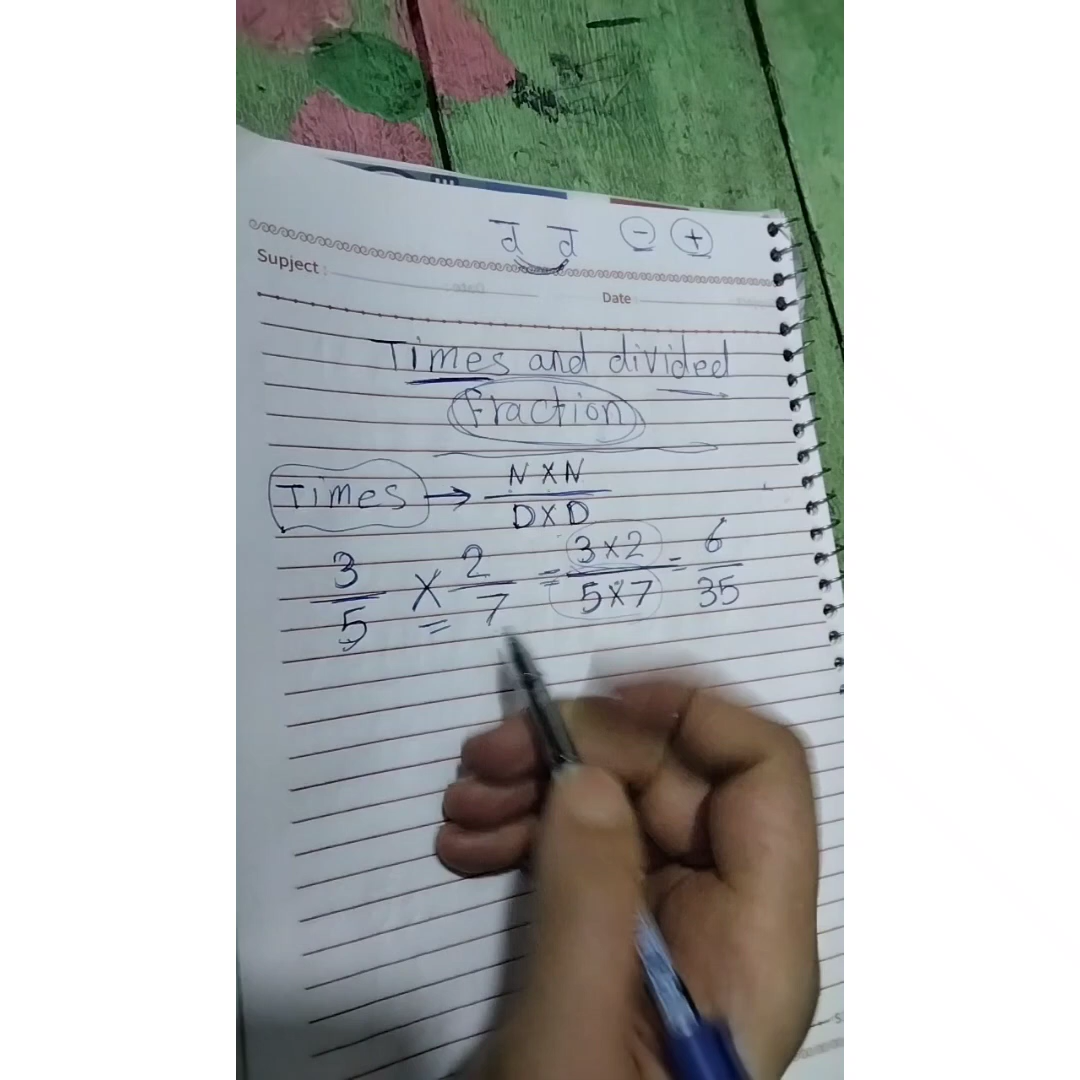 d d - +
Supject :
Date
Times and divided
fraction
Times → N X N / D X D
3/5 X 2/7 = 3 X 2 / 5 X 7 = 6/35